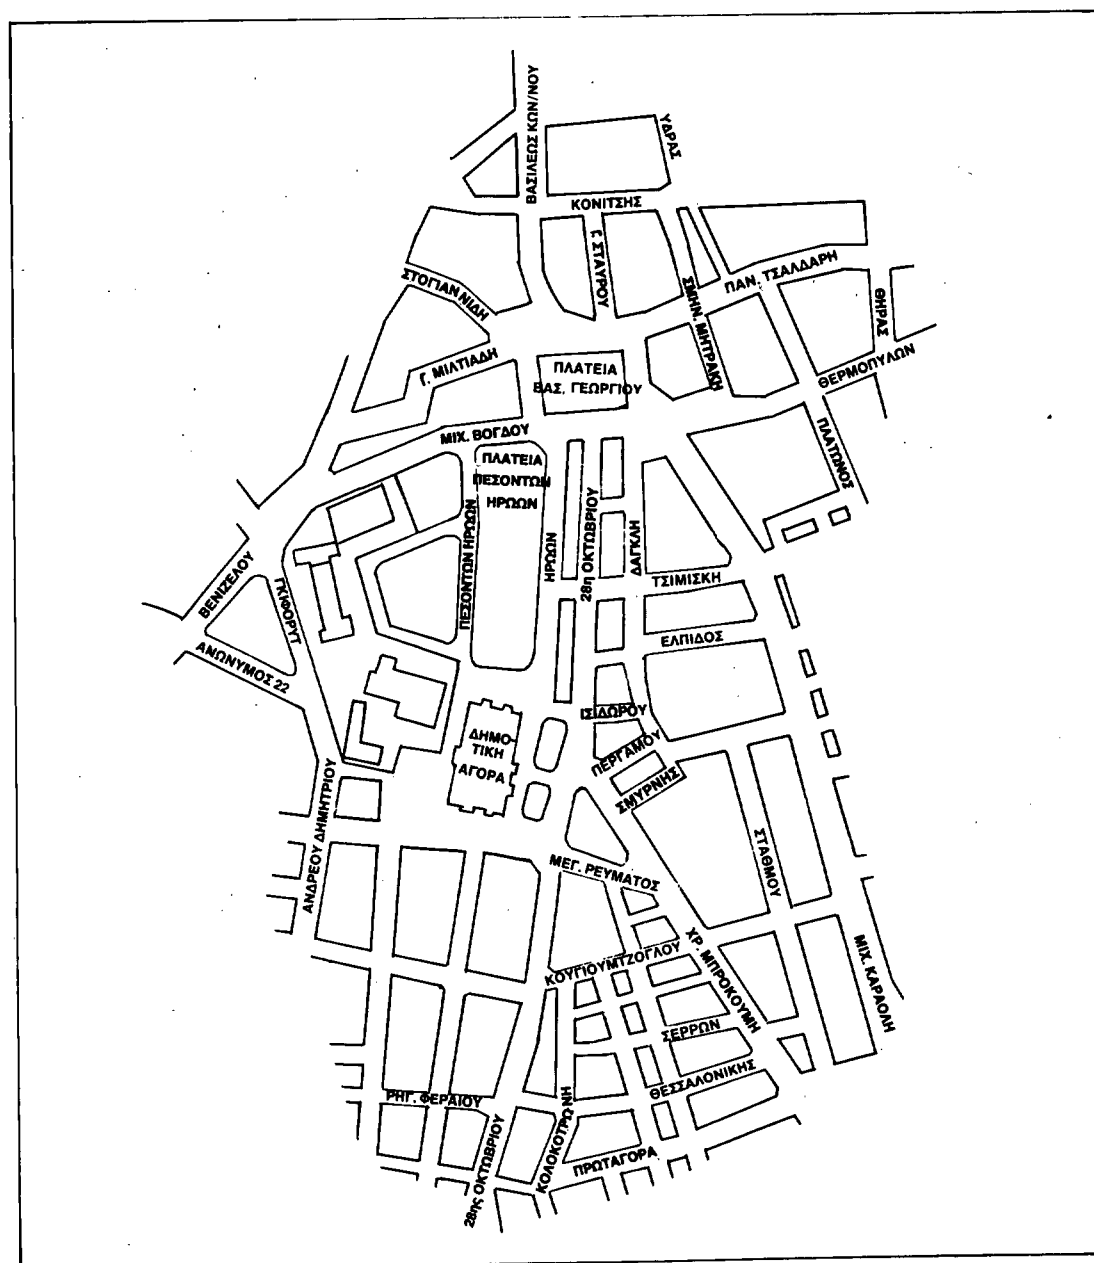 ΒΑΣΙΛΕΩΣ ΚΩΝ/ΝΟΥ
ΥΔΡΑΣ
ΚΟΝΙΤΣΗΣ
Γ. ΣΤΑΥΡΟΥ
ΣΤΟΓΙΑΝΝΙΔΗ
ΣΜΗΝ. ΜΗΤΡΑΚΗ
ΠΑΝ. ΤΣΑΛΔΑΡΗ
ΘΗΡΑΣ
Γ. ΜΙΛΤΙΑΔΗ
ΠΛΑΤΕΙΑ
ΒΑΣ. ΓΕΩΡΓΙΟΥ
ΘΕΡΜΟΠΥΛΩΝ
ΠΛΑΤΩΝΟΣ
ΜΙΧ. ΒΟΓΔΟΥ
ΠΛΑΤΕΙΑ
ΠΕΣΟΝΤΩΝ
ΗΡΩΩΝ
ΠΕΣΟΝΤΩΝ ΗΡΩΩΝ
ΗΡΩΩΝ
28η ΟΚΤΩΒΡΙΟΥ
ΔΑΓΚΛΗ
ΤΣΙΜΙΣΚΗ
ΒΕΝΙΖΕΛΟΥ
ΓΚΙΦΟΡΥΤ
ΑΝΩΝΥΜΟΣ 22
ΕΛΠΙΔΟΣ
ΙΣΙΔΩΡΟΥ
ΔΗΜΟ-
ΤΙΚΗ
ΑΓΟΡΑ
ΠΕΡΓΑΜΟΥ
ΣΜΥΡΝΗΣ
ΑΝΔΡΕΟΥ ΔΗΜΗΤΡΙΟΥ
ΣΤΑΘΜΟΥ
ΜΕΓ. ΡΕΥΜΑΤΟΣ
ΚΟΥΓΙΟΥΜΤΖΟΓΛΟΥ
ΧΡ. ΜΠΡΟΚΟΥΜΗ
ΜΙΧ. ΚΑΡΑΟΛΗ
ΣΕΡΡΩΝ
ΘΕΣΣΑΛΟΝΙΚΗΣ
ΡΗΓ. ΦΕΡΑΙΟΥ
28ης ΟΚΤΩΒΡΙΟΥ
ΚΟΛΟΚΟΤΡΩΝΗ
ΠΡΩΤΑΓΟΡΑ